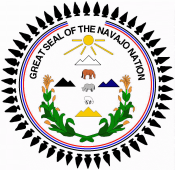 GREAT SEAL OF THE NAVAJO NATION